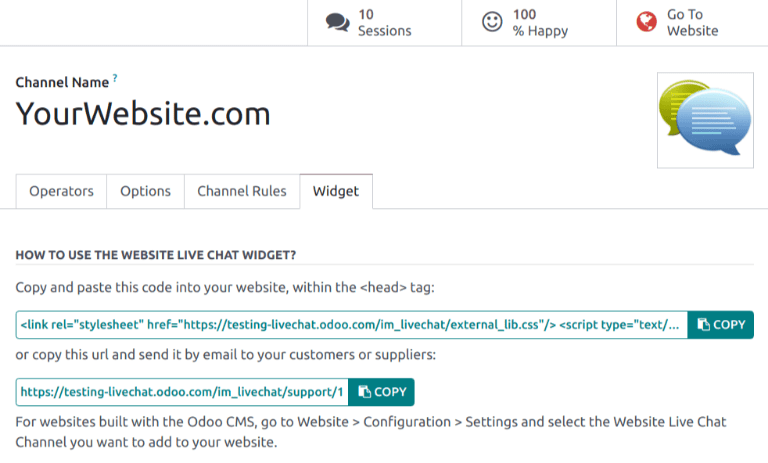 10
Sessions
100
% Happy
Go To
Website
Channel Name ?
YourWebsite.com
Operators
Options
Channel Rules
Widget
HOW TO USE THE WEBSITE LIVE CHAT WIDGET?
Copy and paste this code into your website, within the <head> tag:
<link rel="stylesheet" href="https://testing-livechat.odoo.com/im_livechat/external_lib.css"/> <script type="text/... COPY
or copy this url and send it by email to your customers or suppliers:
https://testing-livechat.odoo.com/im_livechat/support/1 COPY
For websites built with the Odoo CMS, go to Website > Configuration > Settings and select the Website Live Chat
Channel you want to add to your website.